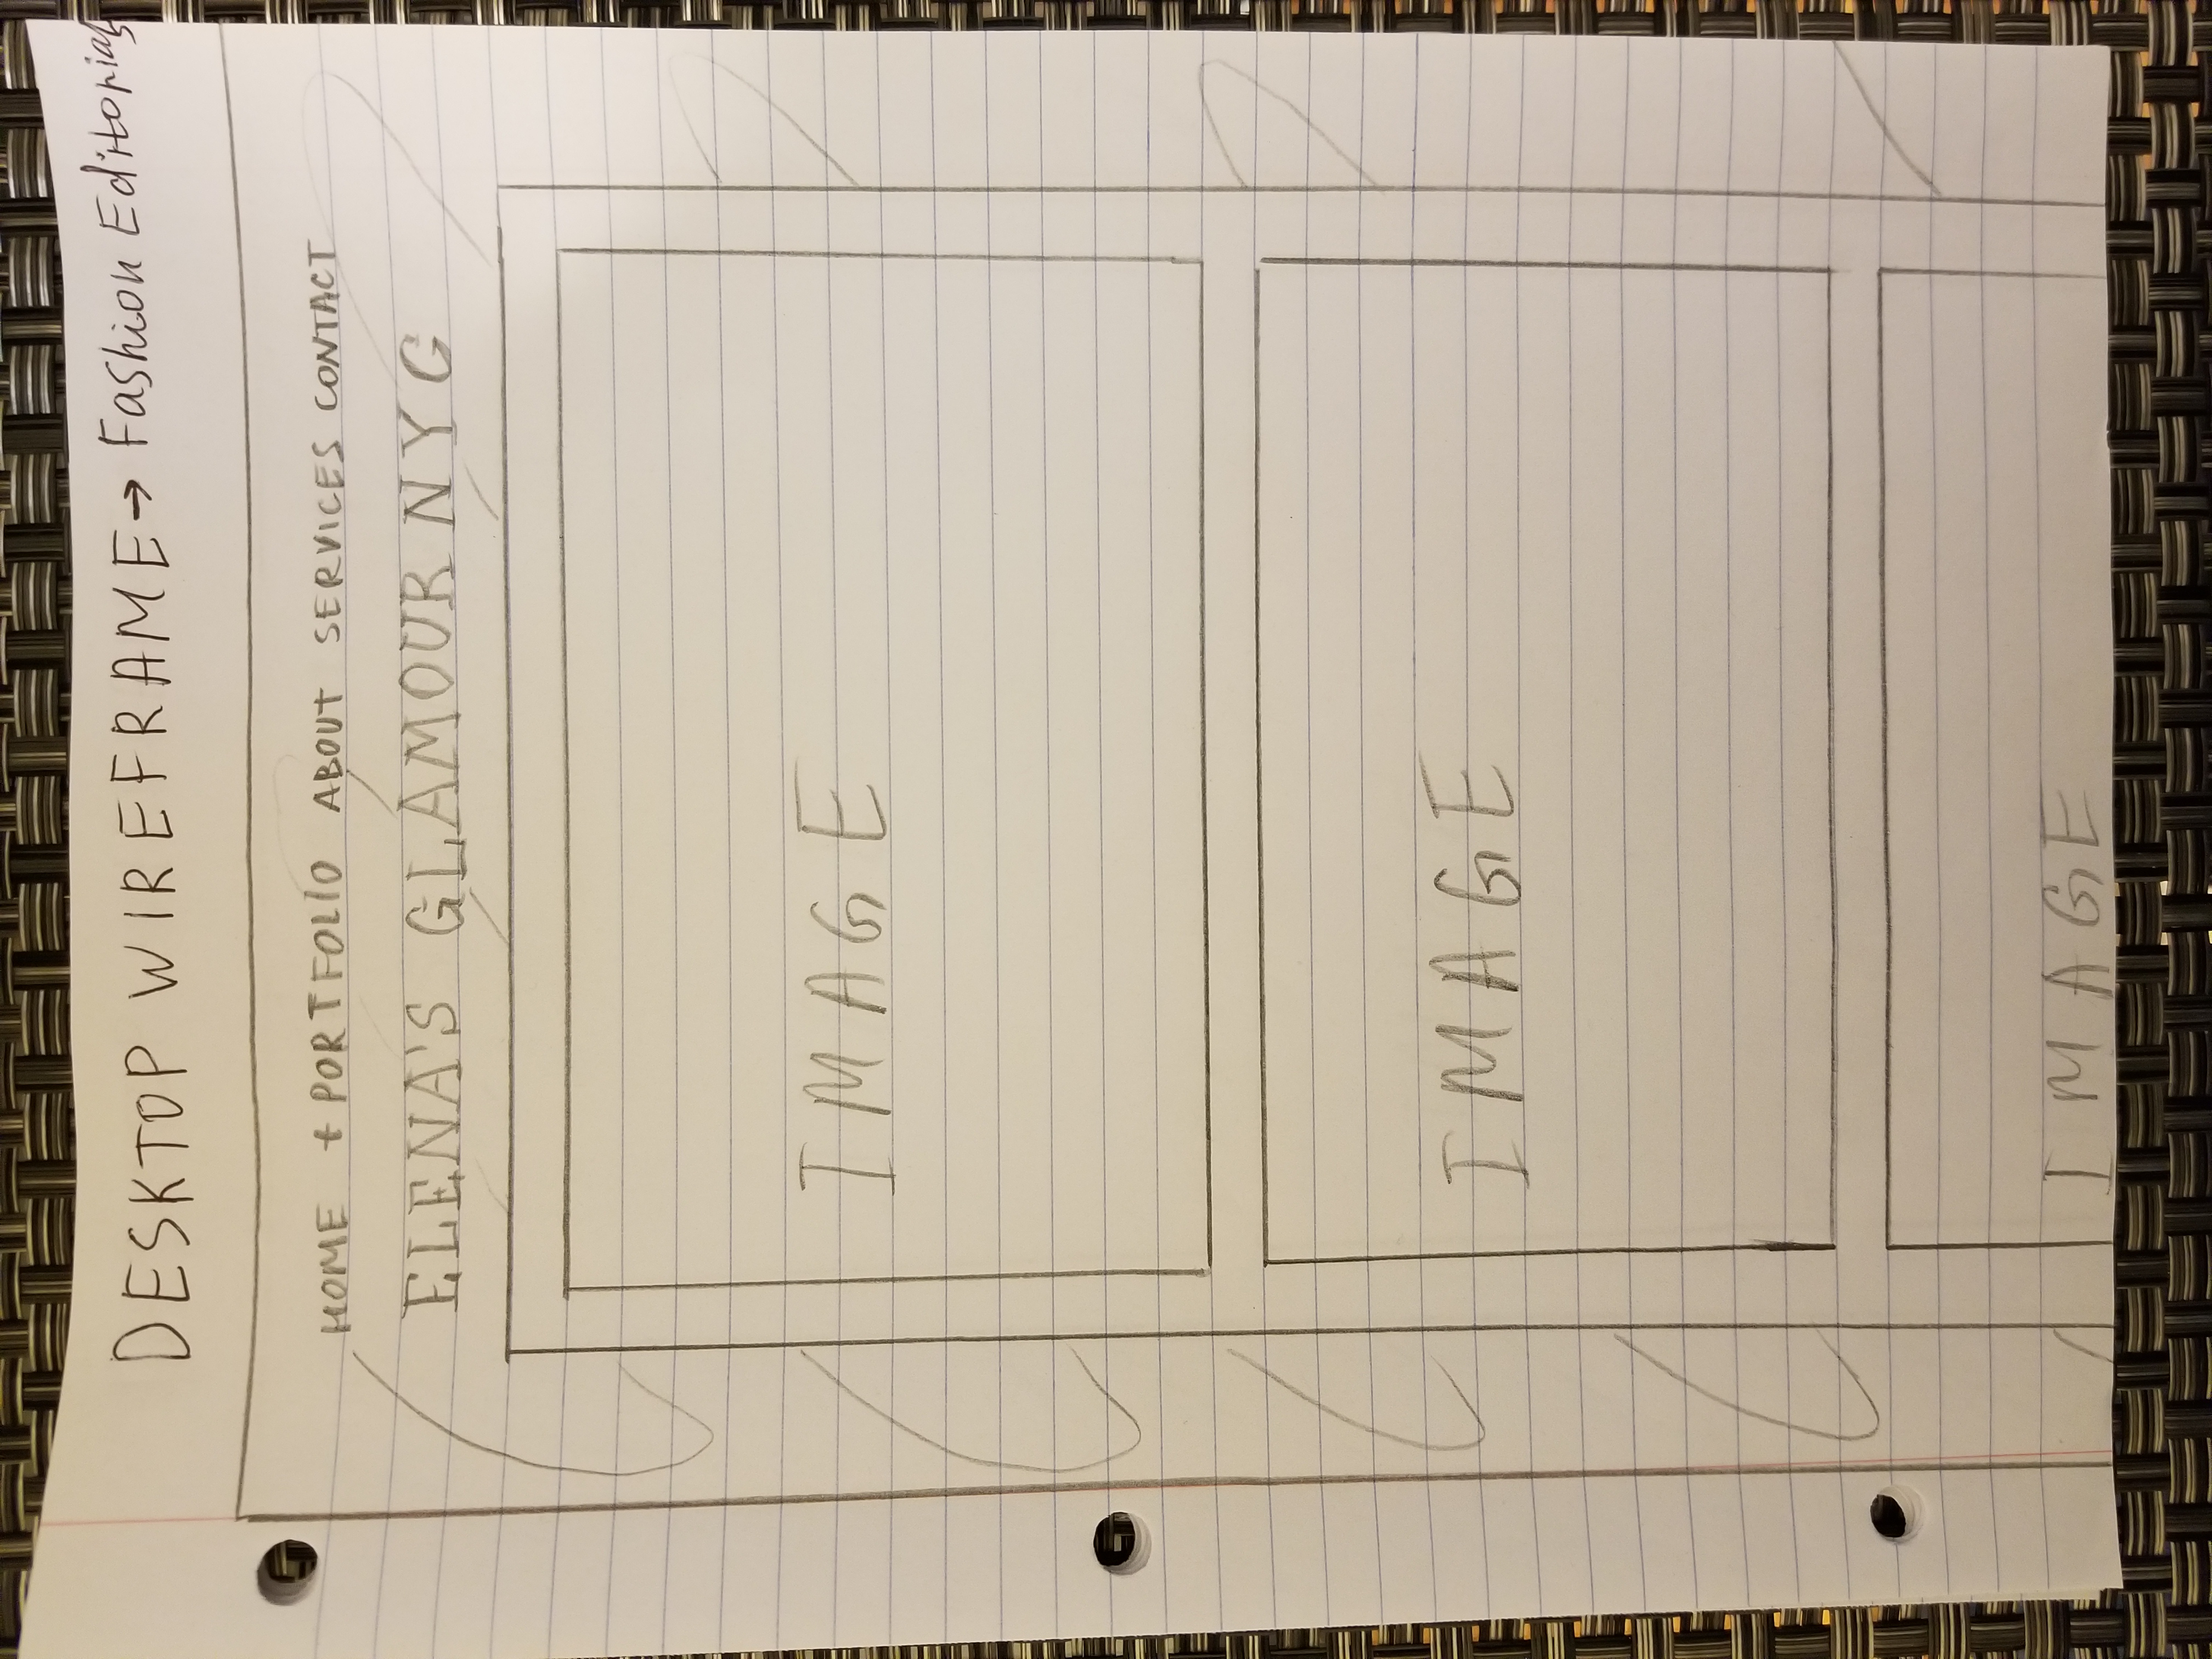 DESKTOP WIREFRAME → Fashion Editorials
HOME + PORTFOLIO ABOUT SERVICES CONTACT
ELENA'S GLAMOUR NYC
IMAGE
IMAGE
IMAGE